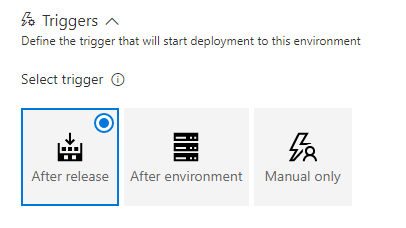 Triggers
Define the trigger that will start deployment to this environment
Select trigger
After release
After environment
Manual only